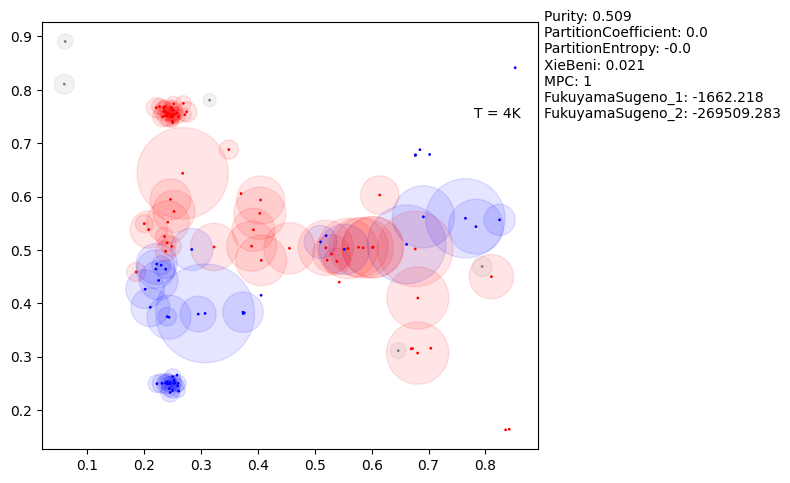 Purity: 0.509
PartitionCoefficient: 0.0
PartitionEntropy: -0.0
XieBeni: 0.021
MPC: 1
FukuyamaSugeno_1: -1662.218
FukuyamaSugeno_2: -269509.283
T = 4K
0.9
0.8
0.7
0.6
0.5
0.4
0.3
0.2
0.1 0.2 0.3 0.4 0.5 0.6 0.7 0.8